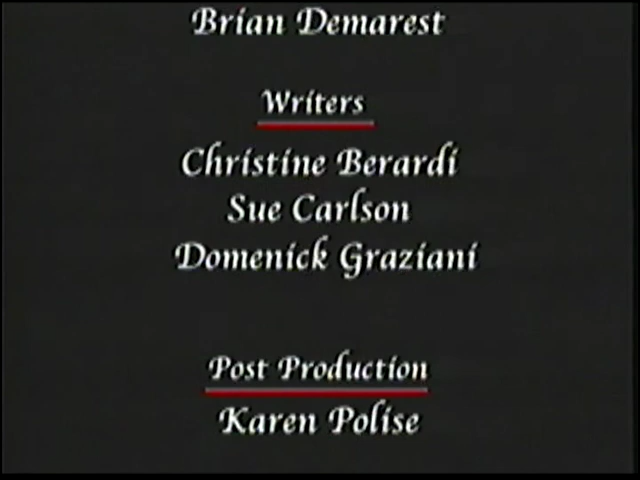 Brian Demarest
Writers
Christine Berardi
Sue Carlson
Domenick Graziani
Post Production
Karen Polise